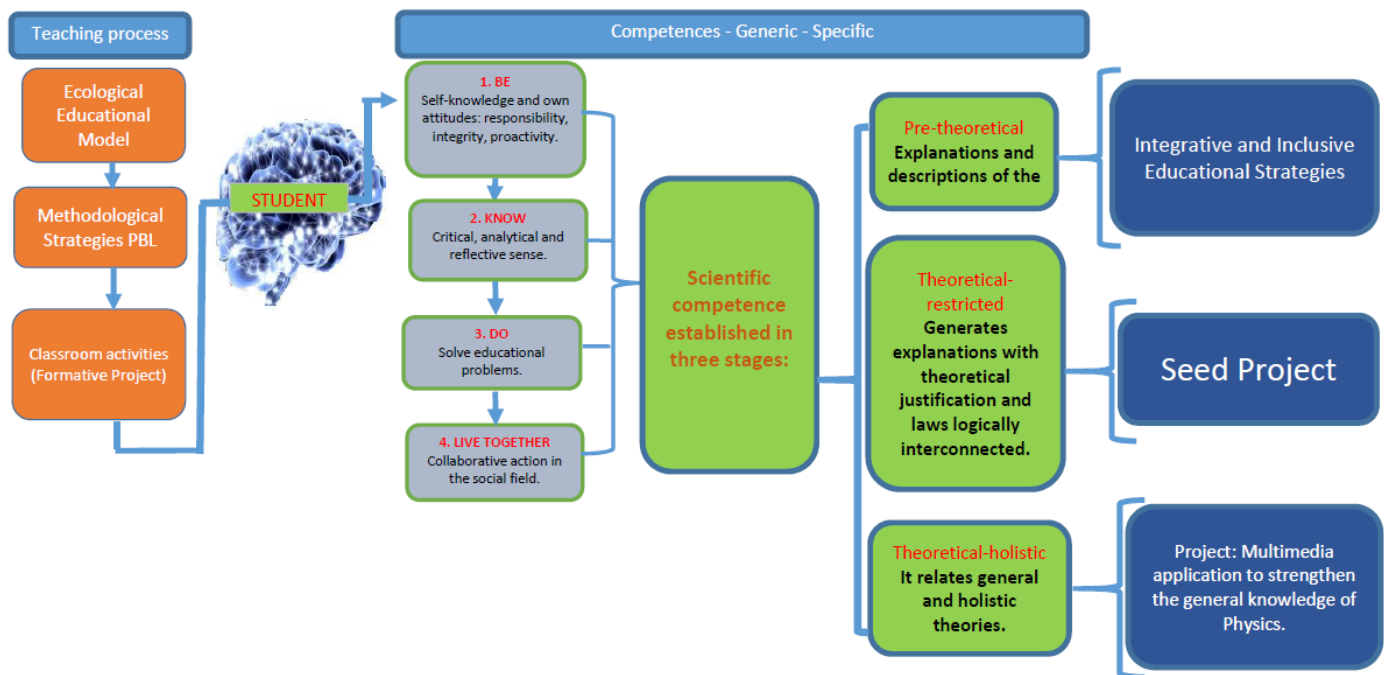 Teaching process
Ecological
Educational
Model
Methodological
Strategies PBL
Classroom activities
(Formative Project)
STUDENT
Competences - Generic - Specific
1. BE
Self-knowledge and own
attitudes: responsibility,
integrity, proactivity.
2. KNOW
Critical, analytical and
reflective sense.
3. DO
Solve educational
problems.
4. LIVE TOGETHER
Collaborative action in
the social field.
Scientific
competence
established in
three stages:
Pre-theoretical
Explanations and
descriptions of the
Theoretical-
restricted
Generates
explanations with
theoretical
justification and
laws logically
interconnected.
Theoretical-holistic
It relates general
and holistic
theories.
Integrative and Inclusive
Educational Strategies
Seed Project
Project: Multimedia
application to strengthen
the general knowledge of
Physics.